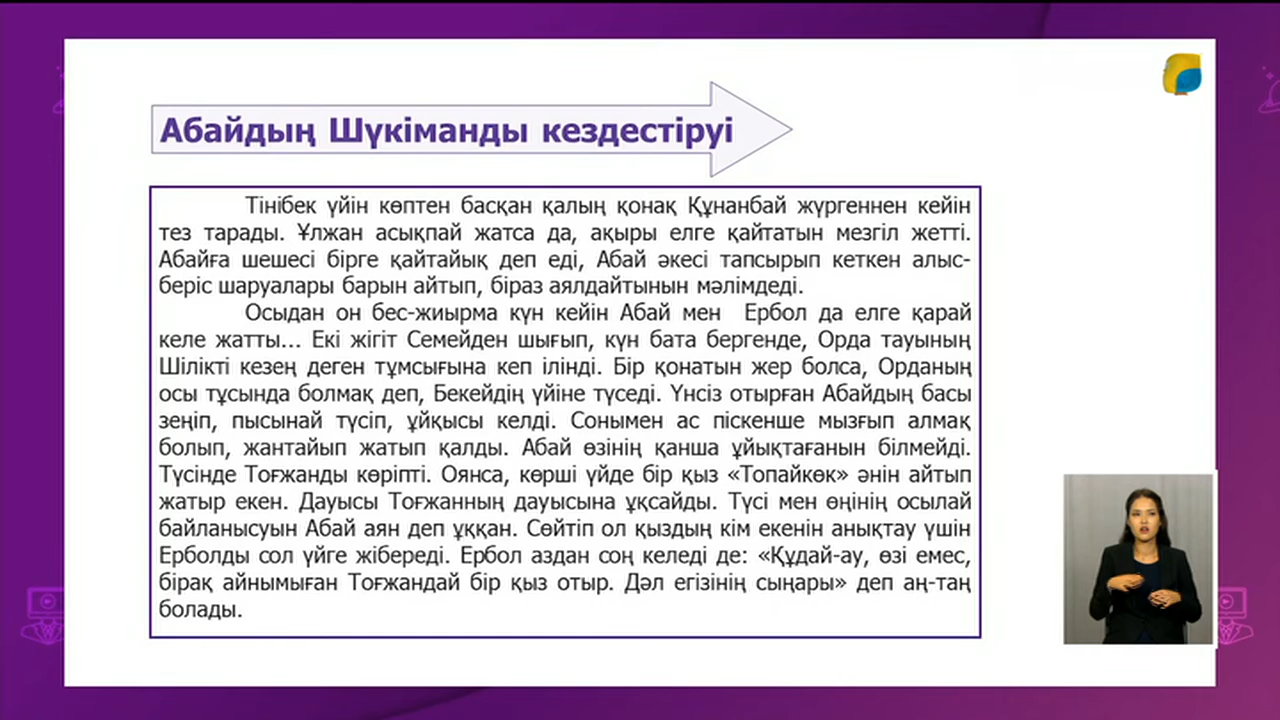 Абайдың Шүкіманды кездестіруі
Тінібек үйін көптен басқан қалың қонақ Құнанбай жүргеннен кейін
тез тарады. Ұлжан асықпай жатса да, ақыры елге қайтатын мезгіл жетті.
Абайға шешесі бірге қайтайық деп еді, Абай әкесі тапсырып кеткен алыс-
беріс шаруалары барын айтып, біраз аялдайтынын мәлімдеді.
Осыдан он бес-жиырма күн кейін Абай мен Ербол да елге қарай
келе жатты... Екі жігіт Семейден шығып, күн бата бергенде, Орда тауының
Шілікті кезең деген тұмсығына кеп ілінді. Бір қонатын жер болса, Орданың
осы тұсында болмақ деп, Бекейдің үйіне түседі. Үнсіз отырған Абайдың басы
зеңіп, пысынай түсіп, ұйқысы келді. Сонымен ас піскенше мызғып алмақ
болып, жантайып жатып қалды. Абай өзінің қанша ұйықтағанын білмейді.
Түсінде Тоғжанды көріпті. Оянса, көрші үйде бір қыз «Топайкөк» әнін айтып
жатыр екен. Дауысы Тоғжанның дауысына ұқсайды. Түсі мен өңінің осылай
байланысуын Абай аян деп ұққан. Сөйтіп ол қыздың кім екенін анықтау үшін
Ерболды сол үйге жібереді. Ербол аздан соң келеді де: «Құдай-ау, өзі емес,
бірақ айнымыған Тоғжандай бір қыз отыр. Дәл егізінің сыңары» деп аң-таң
болады.